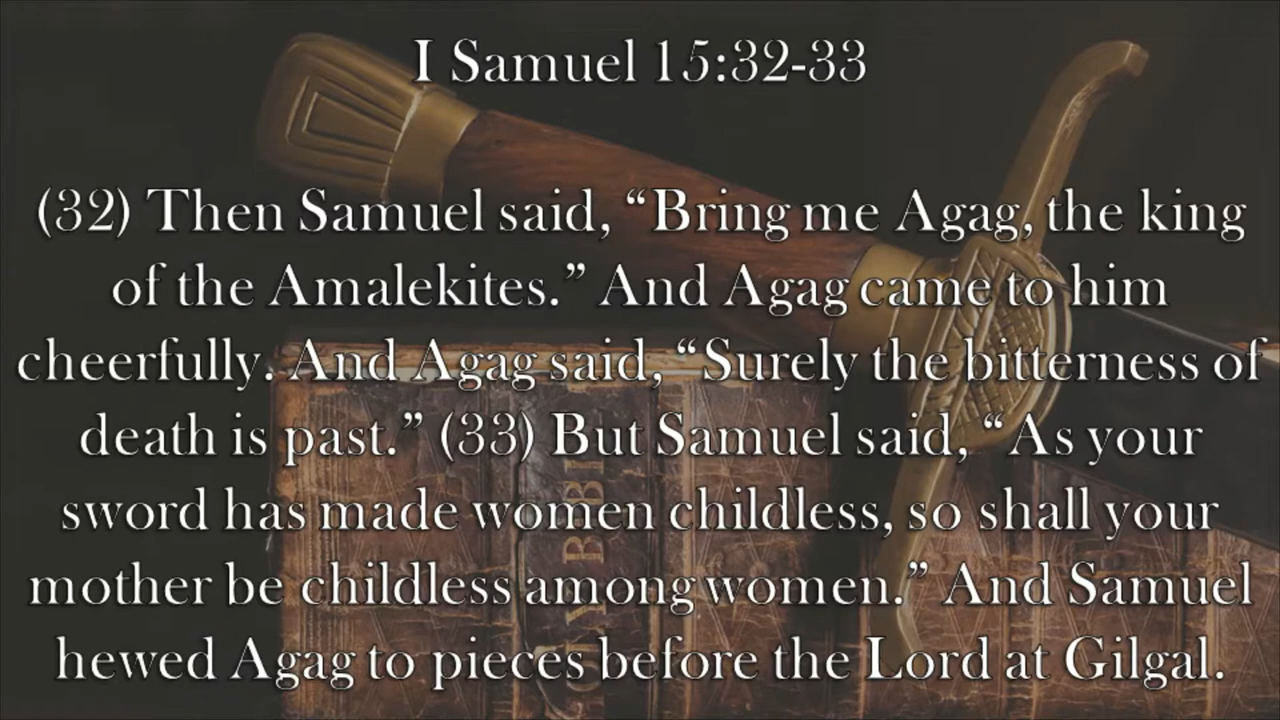 I Samuel 15:32-33
(32) Then Samuel said, “Bring me Agag, the king
of the Amalekites.” And Agag came to him
cheerfully. And Agag said, “Surely the bitterness of
death is past.” (33) But Samuel said, “As your
sword has made women childless, so shall your
mother be childless among women.” And Samuel
hewed Agag to pieces before the Lord at Gilgal.